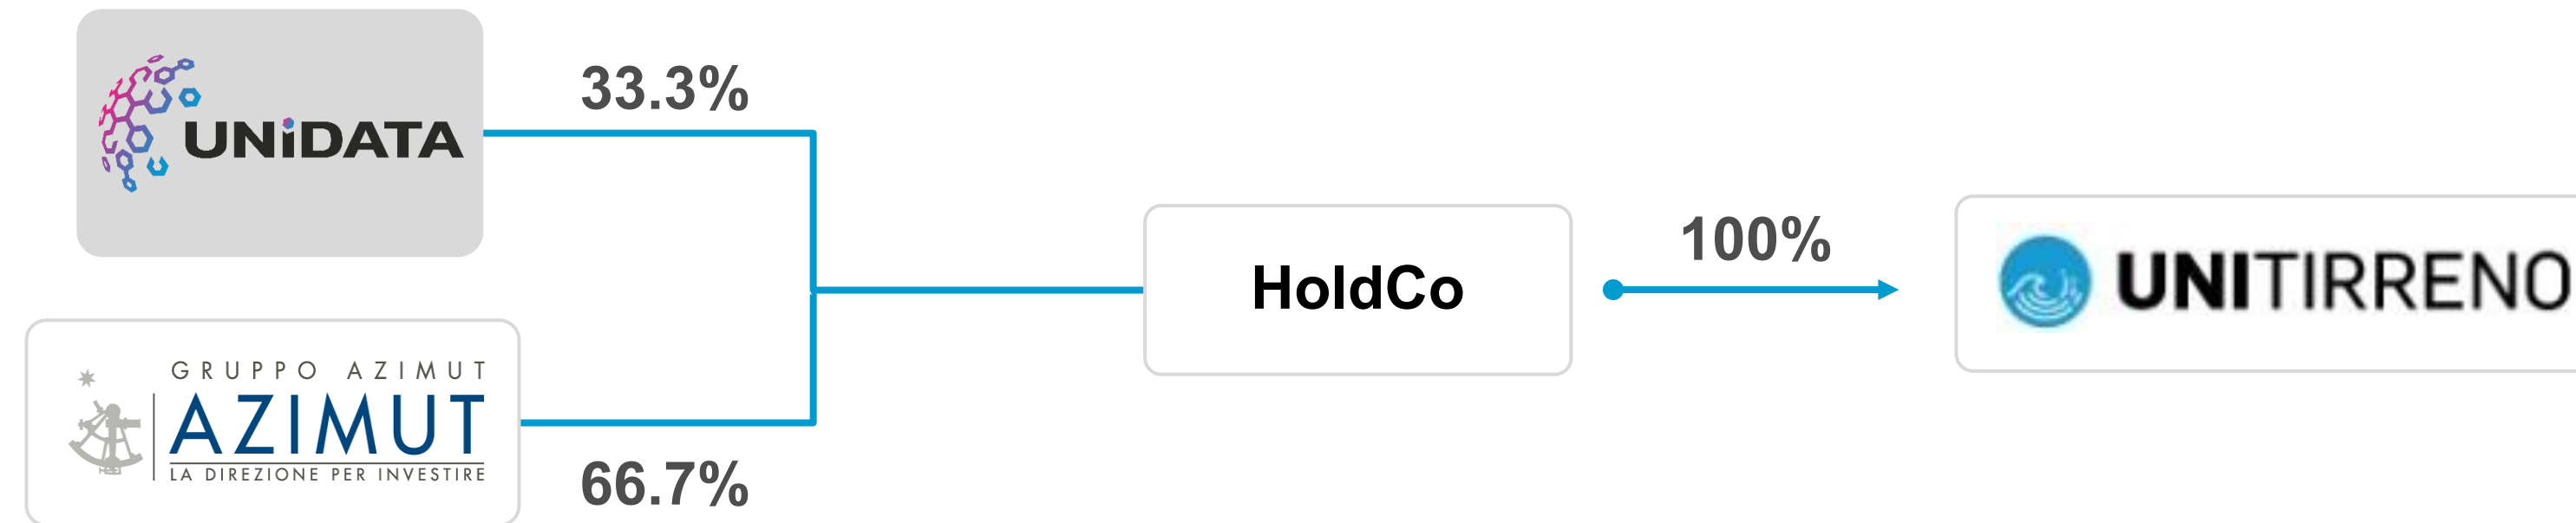 UNiDATA
33.3%
GRUPPO AZIMUT
AZIMUT
LA DIREZIONE PER INVESTIRE
66.7%
HoldCo
100%
UNITIRRENO